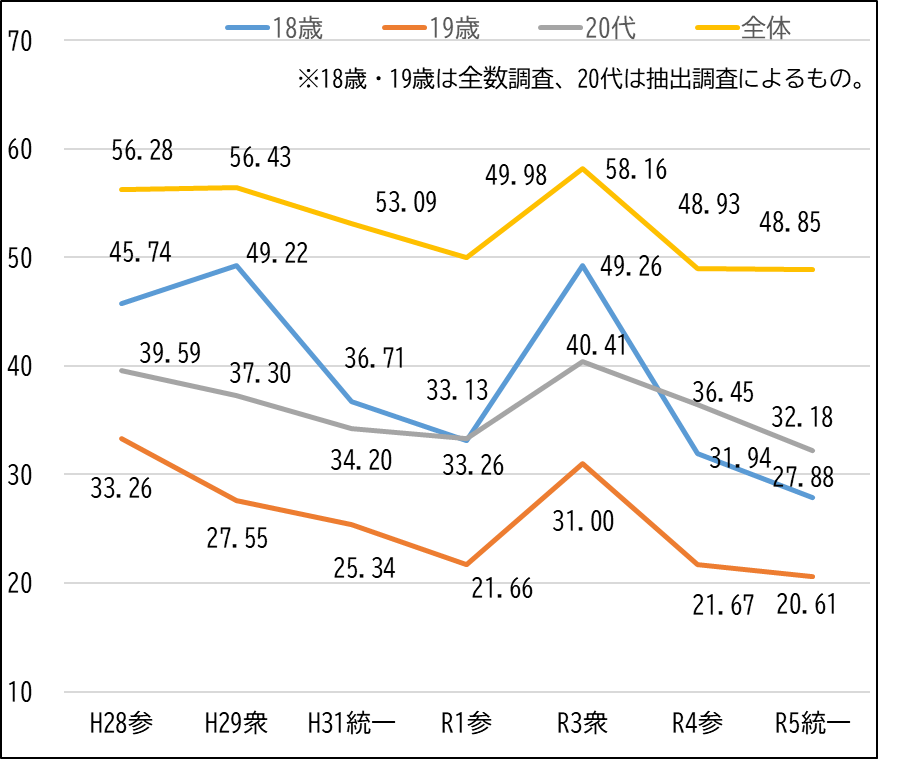 18歳 19歳 20代 全体
※18歳・19歳は全数調査、20代は抽出調査によるもの。
70
60
50
40
30
20
10
56.28 56.43 53.09 49.98 58.16 48.93 48.85
45.74 49.22 36.71 33.13 49.26 31.94 27.88
39.59 37.30 34.20 33.26 40.41 36.45 32.18
33.26 27.55 25.34 21.66 31.00 21.67 20.61
H28参 H29衆 H31統一 R1参 R3衆 R4参 R5統一